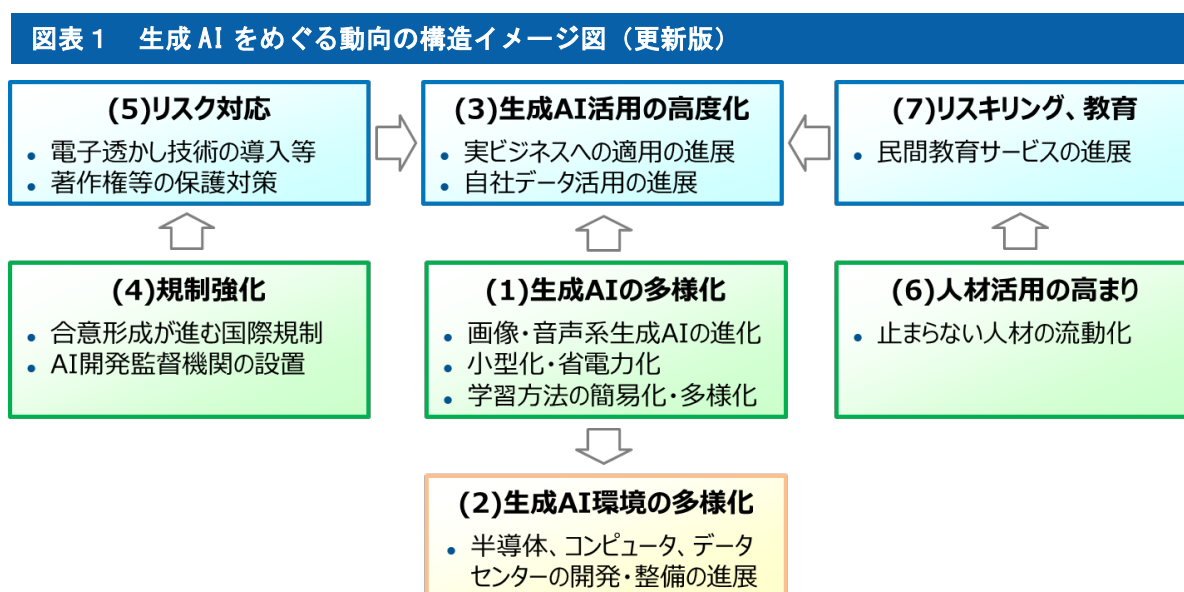 図表1 生成AIをめぐる動向の構造イメージ図（更新版）
(5)リスク対応
• 電子透かし技術の導入等
• 著作権等の保護対策
(3)生成AI活用の高度化
• 実ビジネスへの適用の進展
• 自社データ活用の進展
(7)リスキリング、教育
• 民間教育サービスの進展
(4)規制強化
• 合意形成が進む国際規制
• AI開発監督機関の設置
(1)生成AIの多様化
• 画像・音声系生成AIの進化
• 小型化・省電力化
• 学習方法の簡易化・多様化
(6)人材活用の高まり
• 止まらない人材の流動化
(2)生成AI環境の多様化
• 半導体、コンピュータ、データ
センターの開発・整備の進展